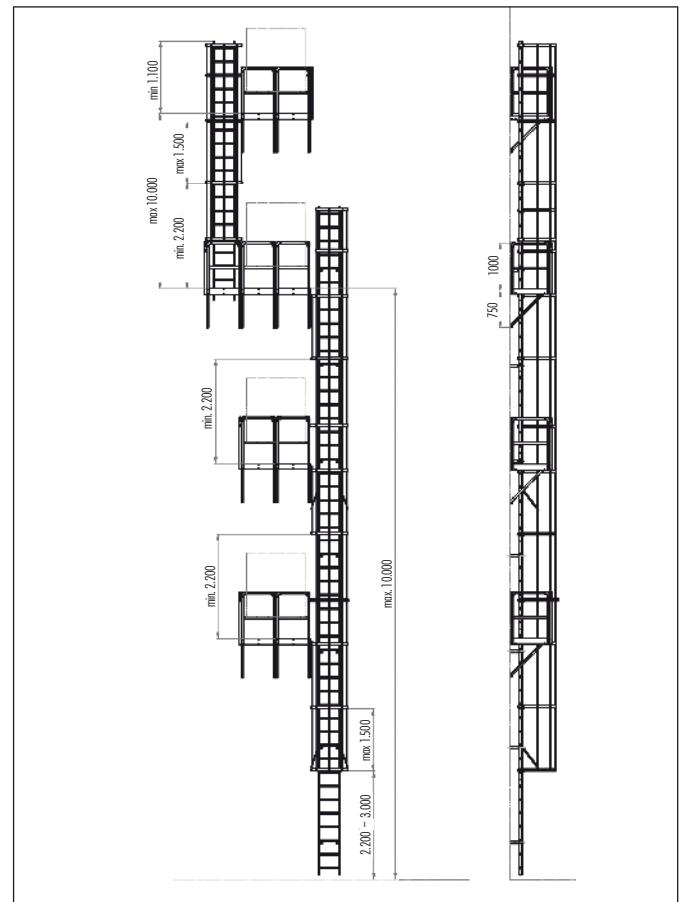 min 1.100
max 1.500
max 10.000
min. 2.200
1000
750
min. 2.200
min. 2.200
max. 10.000
max 1.500
2.200 – 3.000